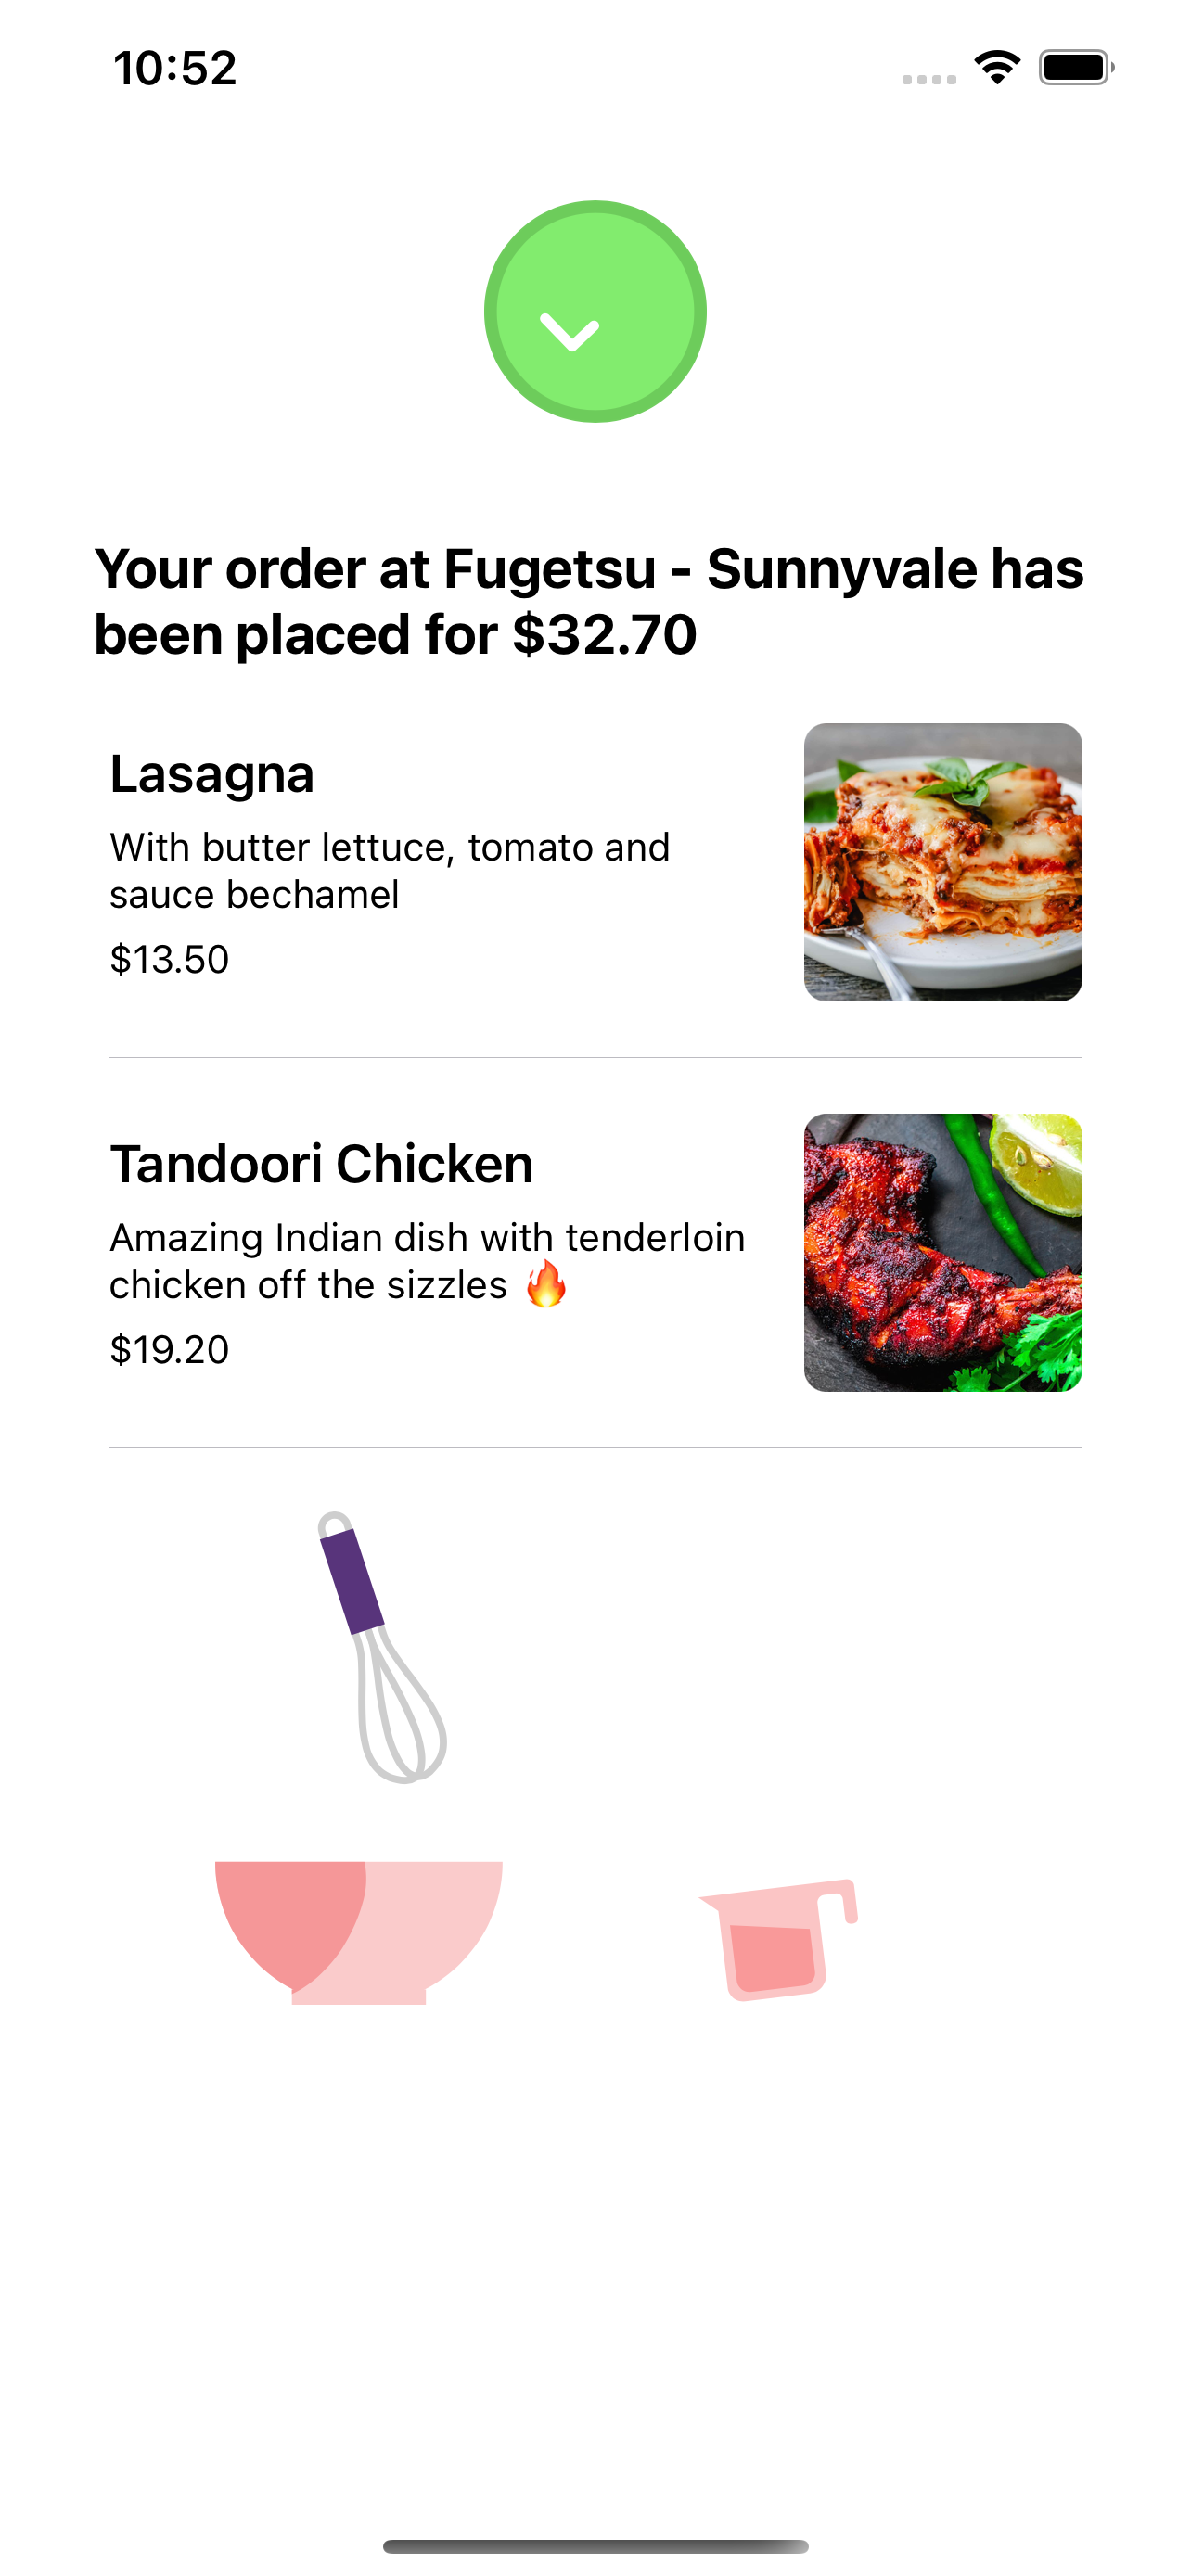 10:52
Your order at Fugetsu - Sunnyvale has
been placed for $32.70
Lasagna
With butter lettuce, tomato and
sauce bechamel
$13.50
Tandoori Chicken
Amazing Indian dish with tenderloin
chicken off the sizzles 🔥
$19.20